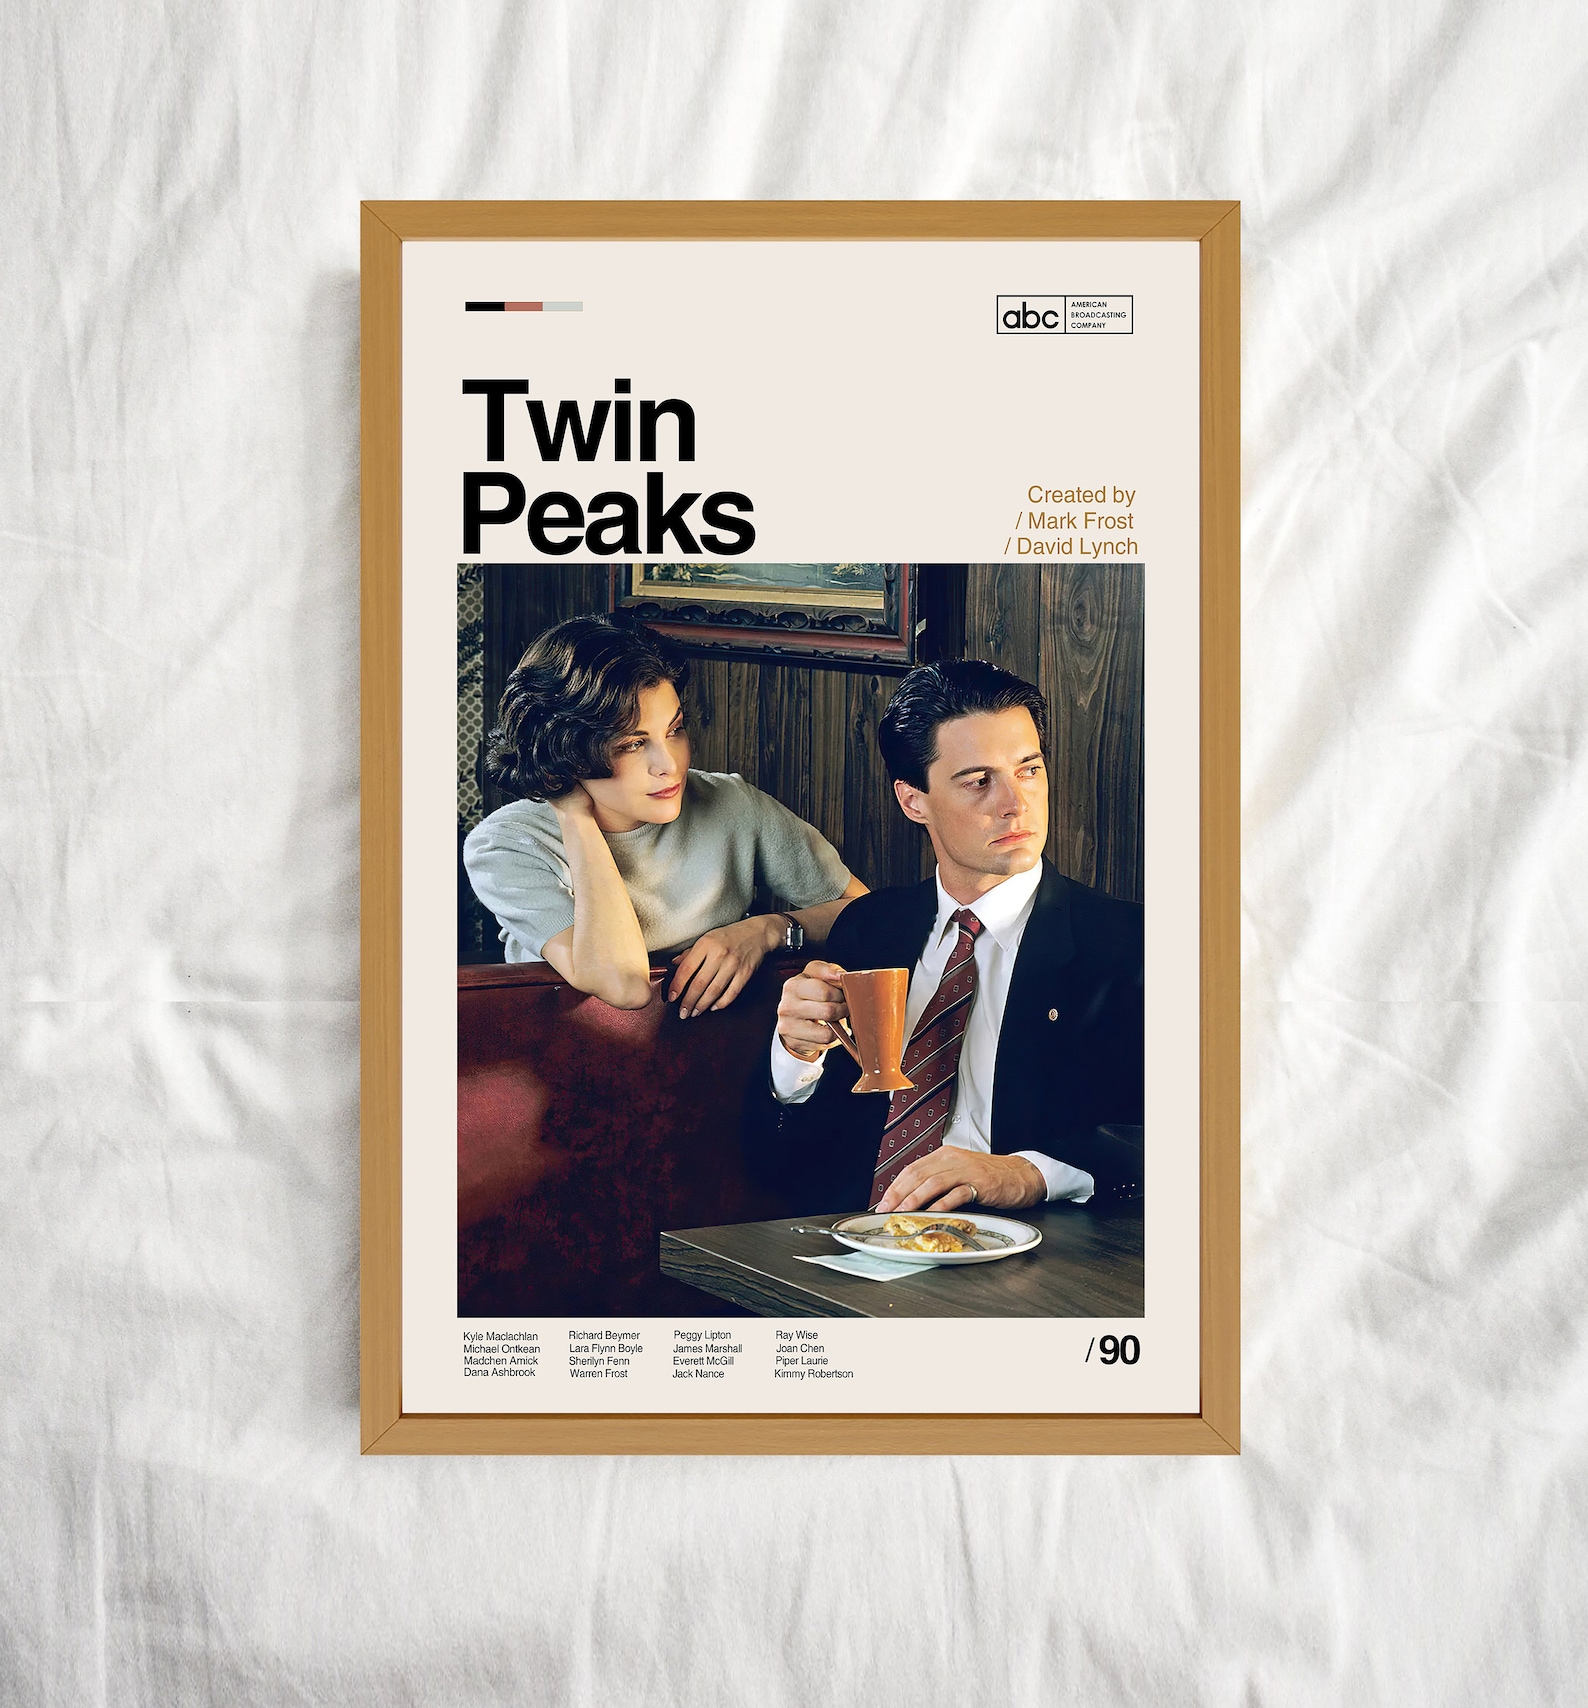 abc
AMERICAN
BROADCASTING
COMPANY
Twin
Peaks
Created by
/ Mark Frost
/ David Lynch
Kyle Maclachlan
Michael Ontkean
Madchen Amick
Dana Ashbrook
Richard Beymer
Lara Flynn Boyle
Sherilyn Fenn
Warren Frost
Peggy Lipton
James Marshall
Everett McGill
Jack Nance
Ray Wise
Joan Chen
Piper Laurie
Kimmy Robertson
/ 90